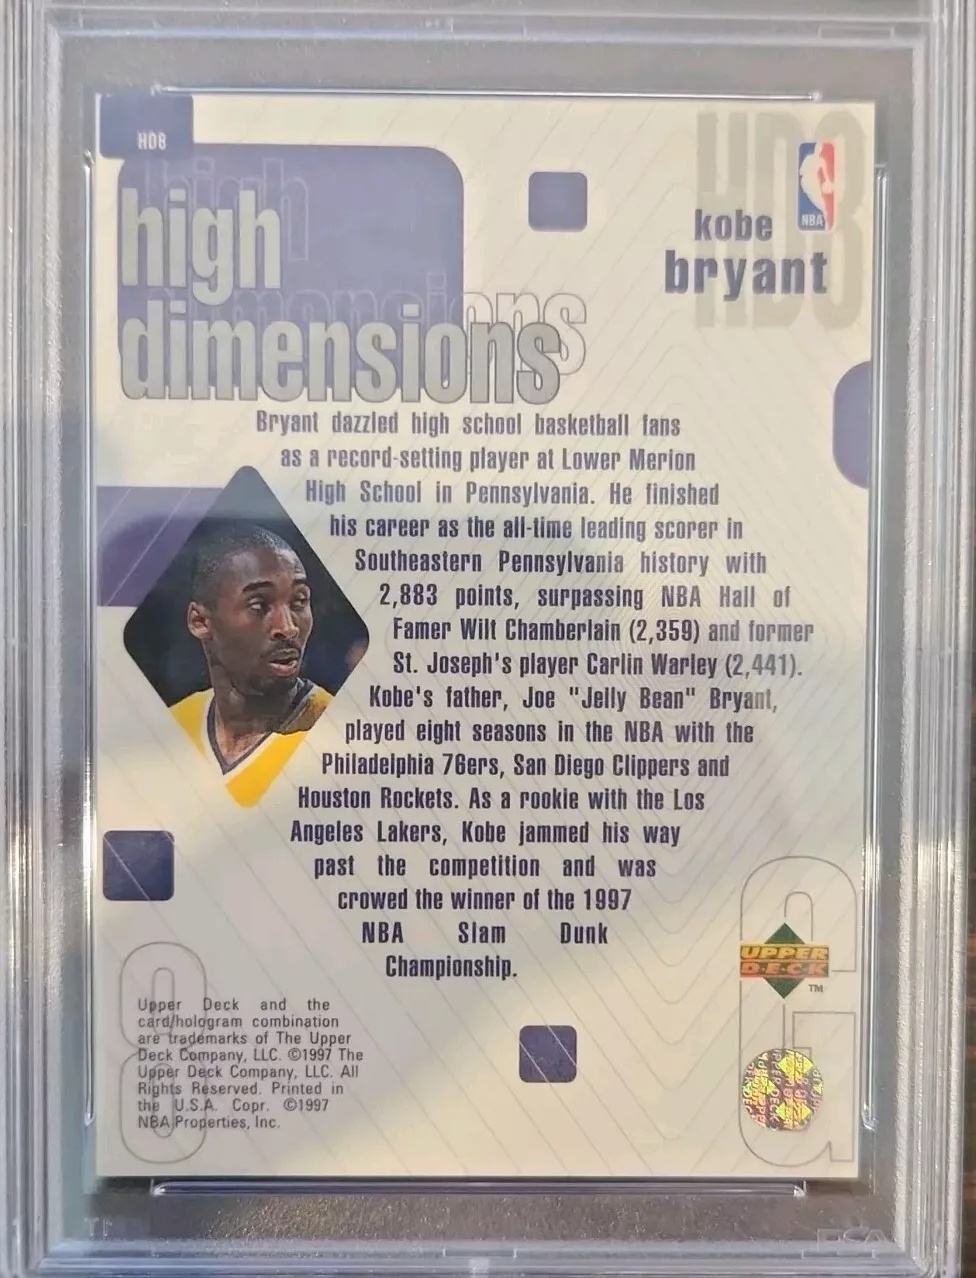 HD8
HD8
high
dimensions
kobe
bryant
NBA
Bryant dazzled high school basketball fans
as a record-setting player at Lower Merion
High School in Pennsylvania. He finished
his career as the all-time leading scorer in
Southeastern Pennsylvania history with
2,883 points, surpassing NBA Hall of
Famer Wilt Chamberlain (2,359) and former
St. Joseph's player Carlin Warley (2,441).
Kobe's father, Joe "Jelly Bean" Bryant,
played eight seasons in the NBA with the
Philadelphia 76ers, San Diego Clippers and
Houston Rockets. As a rookie with the Los
Angeles Lakers, Kobe jammed his way
past the competition and was
crowed the winner of the 1997
NBA Slam Dunk
Championship.
UPPER
DECK
™
Upper Deck and the
card/hologram combination
are trademarks of The Upper
Deck Company, LLC. ©1997 The
Upper Deck Company, LLC. All
Rights Reserved. Printed in
the U.S.A. Copr. ©1997
NBA Properties, Inc.
PSA